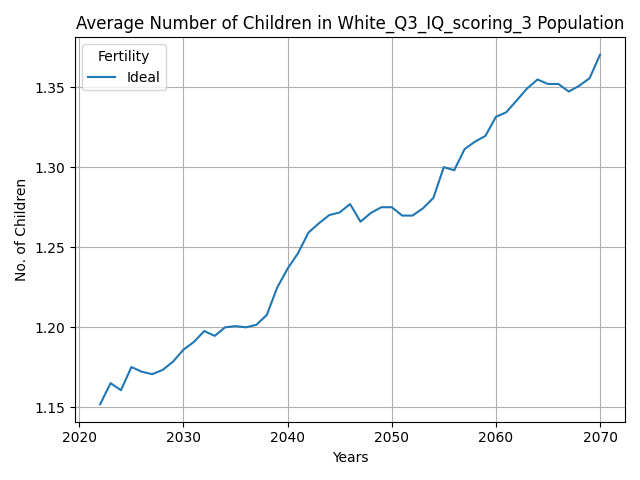 Average Number of Children in White_Q3_IQ_scoring_3 Population
Fertility
Ideal
1.35
1.30
1.25
1.20
1.15
No. of Children
2020 2030 2040 2050 2060 2070
Years